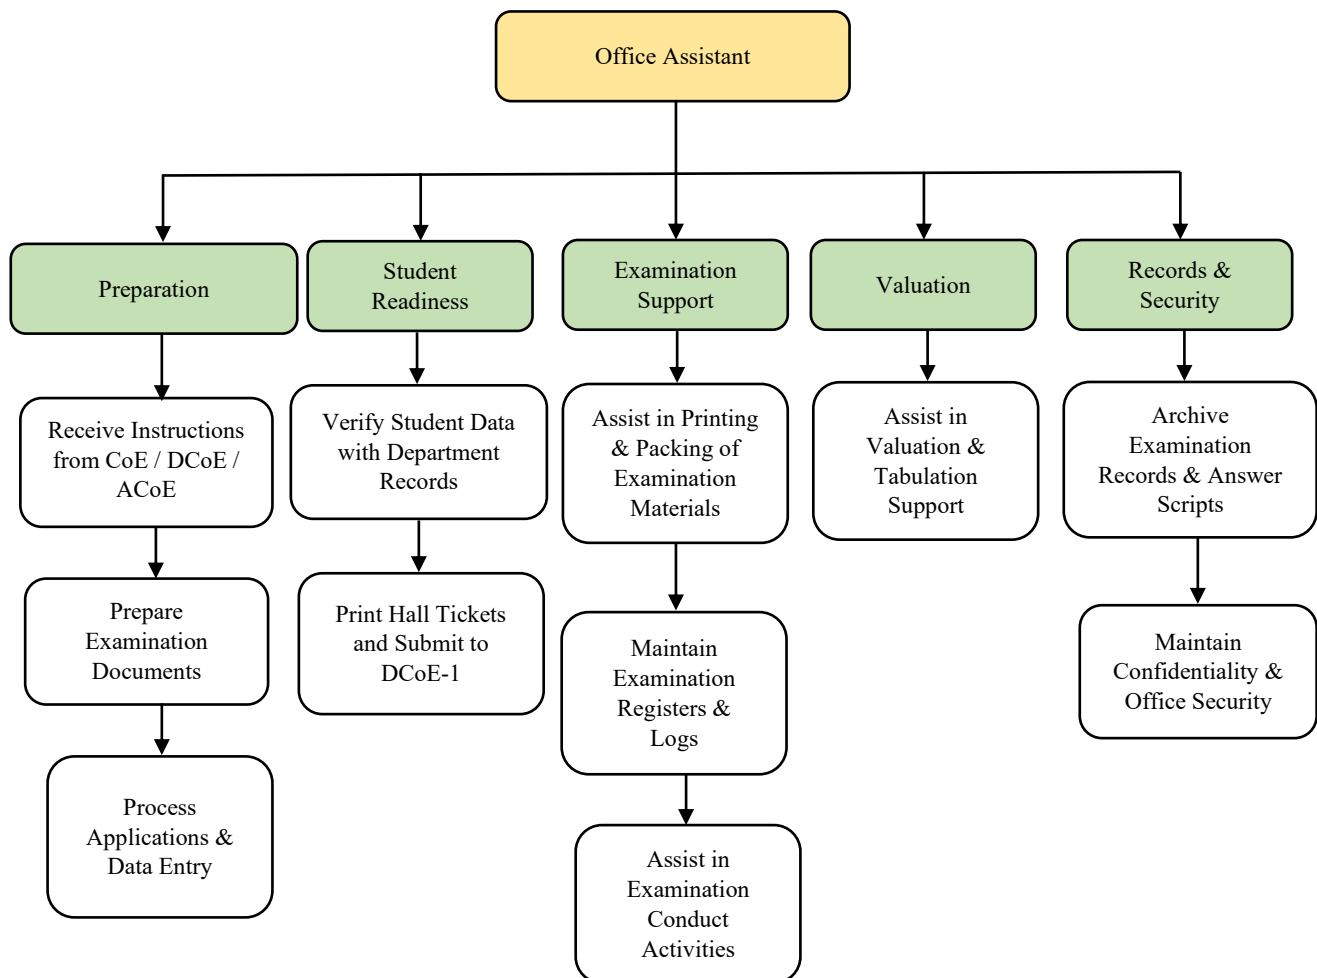 Office Assistant
Preparation
Student
Readiness
Examination
Support
Valuation
Records &
Security
Receive Instructions
from CoE / DCoE /
ACoE
Verify Student Data
with Department
Records
Assist in Printing
& Packing of
Examination
Materials
Assist in
Valuation &
Tabulation
Support
Archive
Examination
Records & Answer
Scripts
Prepare
Examination
Documents
Print Hall Tickets
and Submit to
DCoE-1
Maintain
Examination
Registers &
Logs
Maintain
Confidentiality &
Office Security
Process
Applications &
Data Entry
Assist in
Examination
Conduct
Activities